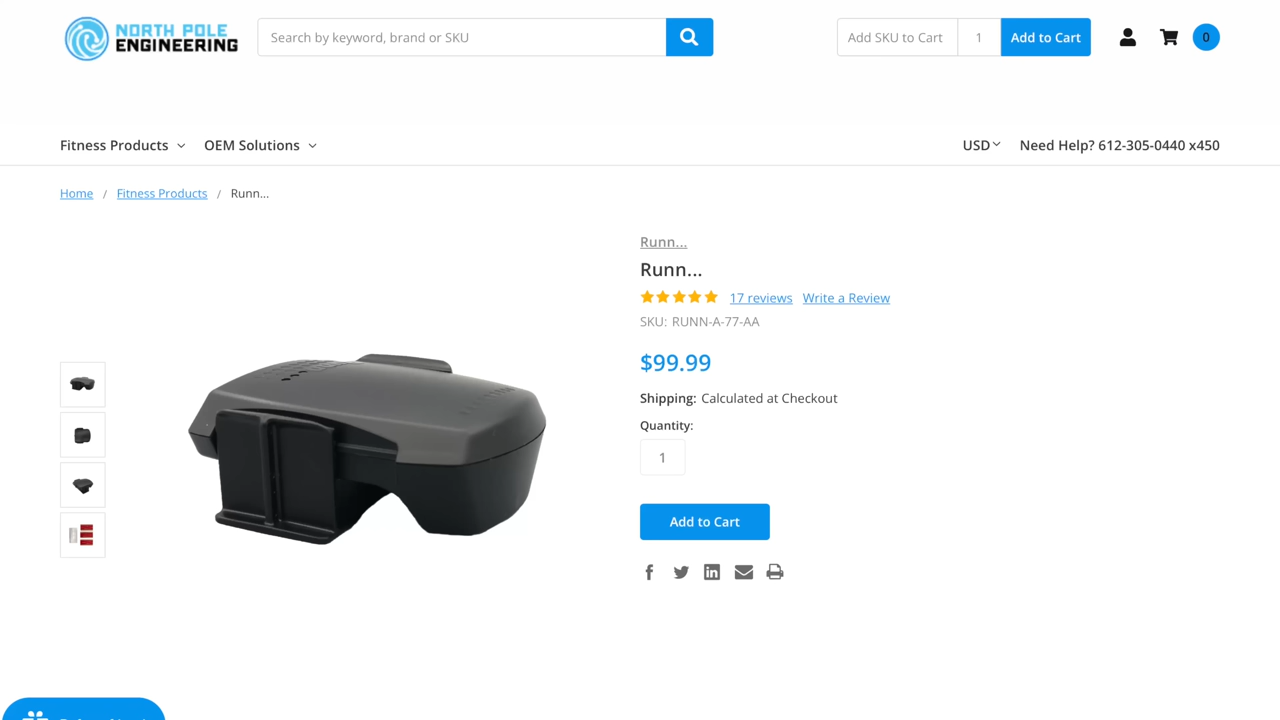 NORTH POLE
ENGINEERING
Search by keyword, brand or SKU
Add SKU to Cart
1
Add to Cart
0
Fitness Products
OEM Solutions
USD
Need Help? 612-305-0440 x450
Home / Fitness Products / Runn...
Runn...
Runn...
17 reviews Write a Review
SKU: RUNN-A-77-AA
$99.99
Shipping: Calculated at Checkout
Quantity:
1
Add to Cart